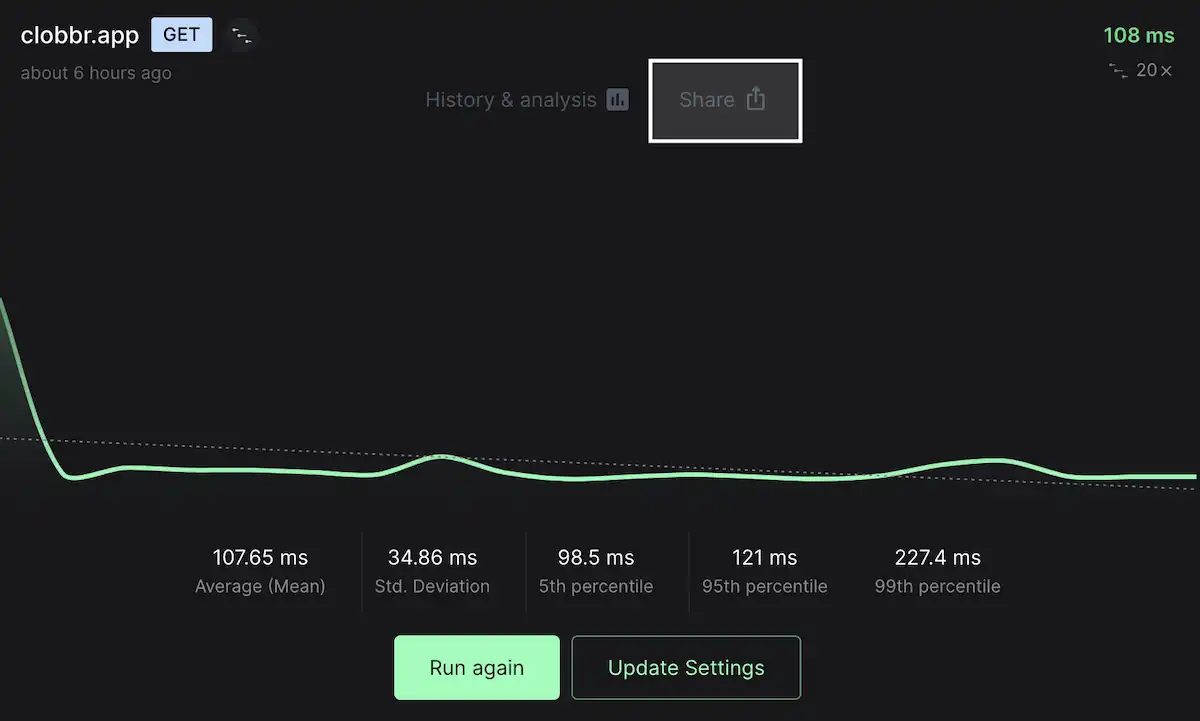 clobbr.app GET
108 ms
about 6 hours ago
20×
History & analysis
Share
107.65 ms
Average (Mean)
34.86 ms
Std. Deviation
98.5 ms
5th percentile
121 ms
95th percentile
227.4 ms
99th percentile
Run again
Update Settings